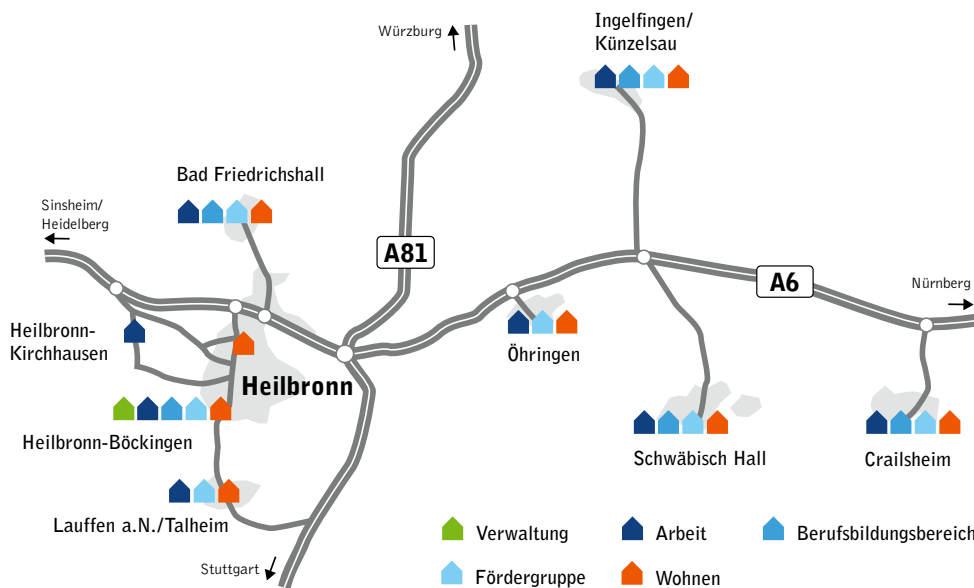 Ingelfingen/
Künzelsau
Würzburg
Bad Friedrichshall
Sinsheim/
Heidelberg
A81
A6
Nürnberg
Heilbronn-
Kirchhausen
Öhringen
Heilbronn
Heilbronn-Böckingen
Schwäbisch Hall
Crailsheim
Lauffen a.N./Talheim
Stuttgart
Verwaltung
Arbeit
Berufsbildungsbereich
Fördergruppe
Wohnen